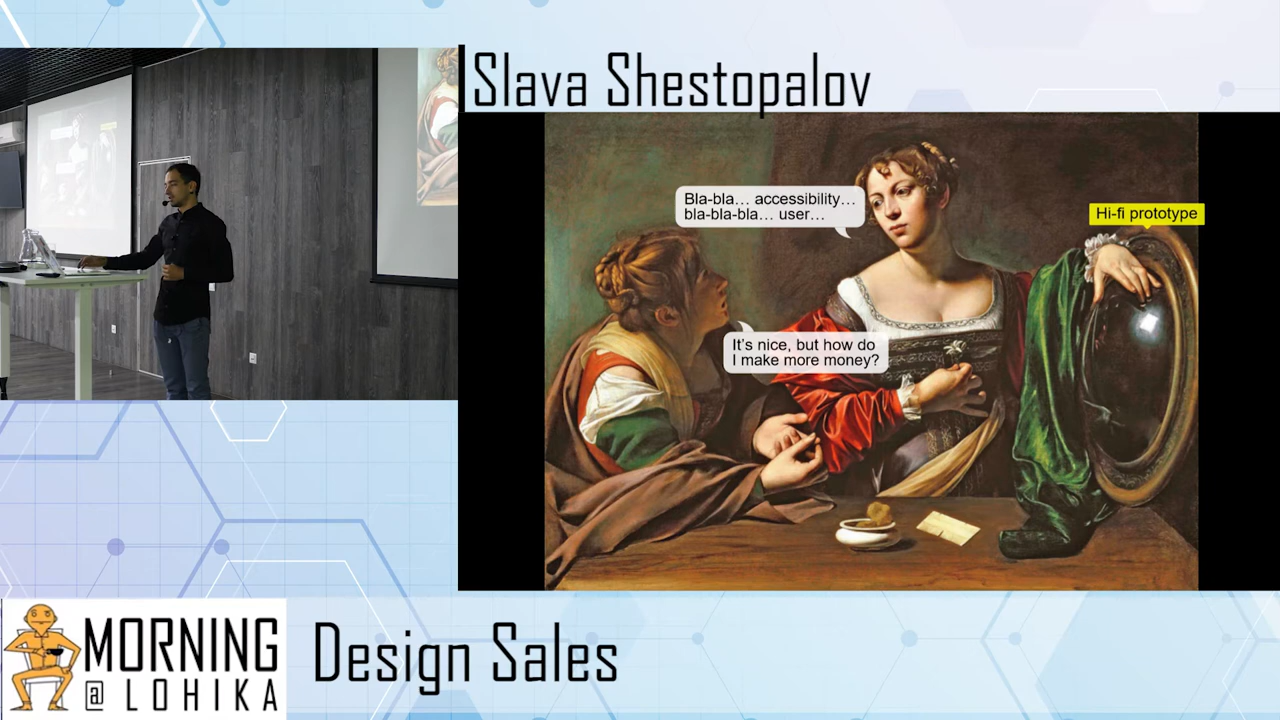 Slava Shestopalov
Bla-bla... accessibility...
bla-bla-bla... user...
Hi-fi prototype
It's nice, but how do
I make more money?
MORNING
@ LOHIKA
Design Sales